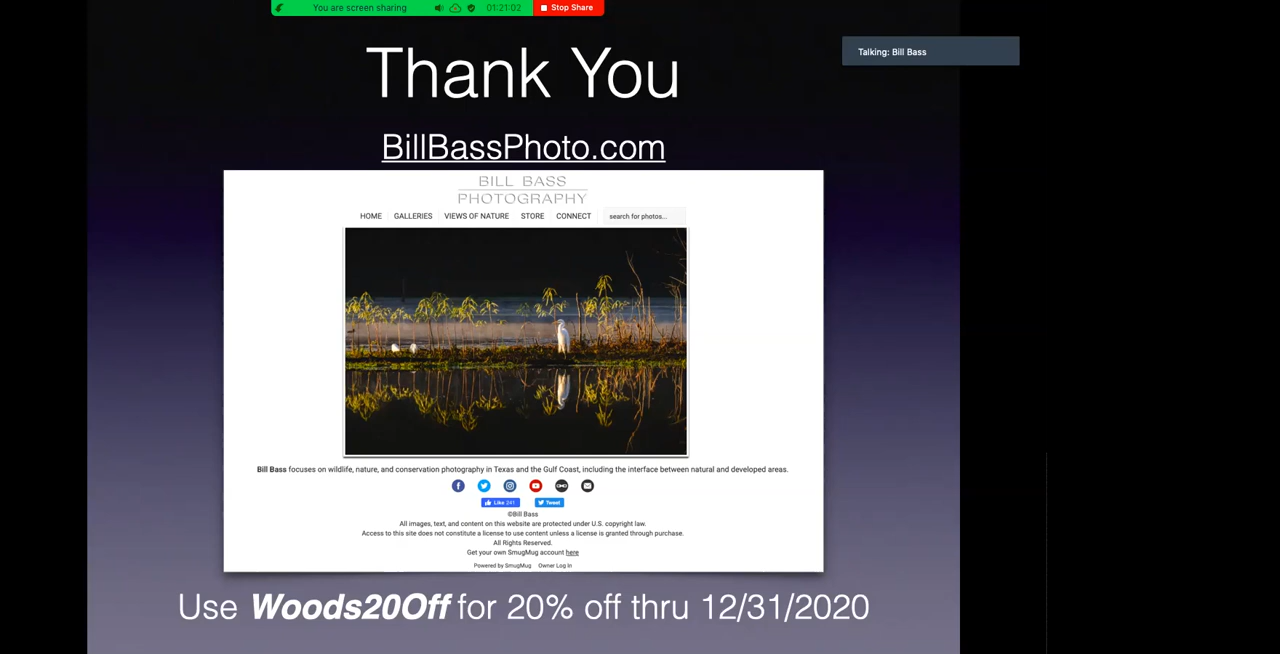 You are screen sharing 01:21:02 Stop Share
Talking: Bill Bass
Thank You
BillBassPhoto.com
BILL BASS
PHOTOGRAPHY
HOME GALLERIES VIEWS OF NATURE STORE CONNECT search for photos...
Bill Bass focuses on wildlife, nature, and conservation photography in Texas and the Gulf Coast, including the interface between natural and developed areas.
Like 241 Tweet
©Bill Bass
All images, text, and content on this website are protected under U.S. copyright law.
Access to this site does not constitute a license to use content unless a license is granted through purchase.
All Rights Reserved.
Get your own SmugMug account here
Powered by SmugMug Owner Log In
Use Woods20Off for 20% off thru 12/31/2020